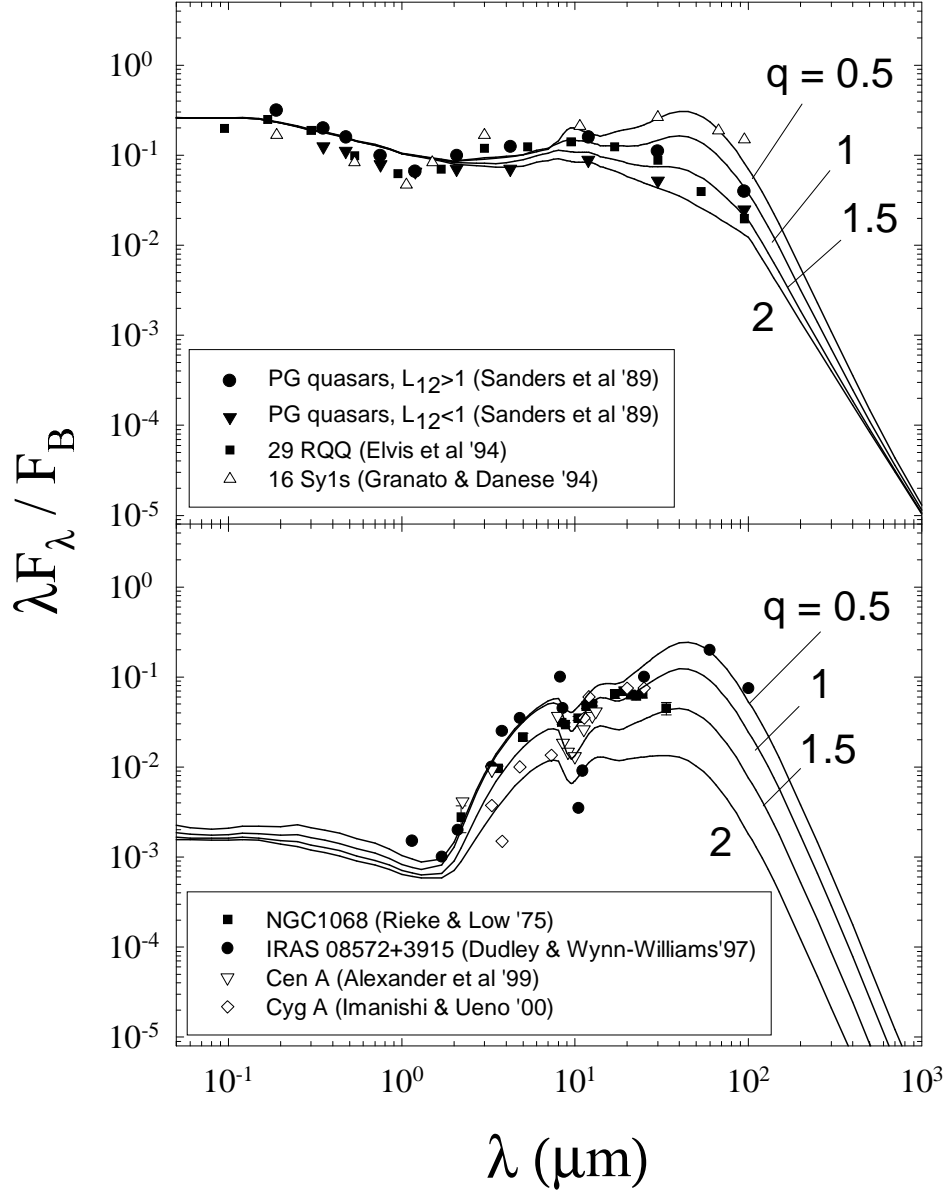 10^0
q = 0.5
10^-1
1
1.5
10^-2
2
10^-3
PG quasars, L_12>1 (Sanders et al '89)
PG quasars, L_12<1 (Sanders et al '89)
29 RQQ (Elvis et al '94)
16 Sy1s (Granato & Danese '94)
10^-4
10^-5
λF_λ / F_B
10^0
q = 0.5
10^-1
1
1.5
10^-2
2
10^-3
NGC1068 (Rieke & Low '75)
IRAS 08572+3915 (Dudley & Wynn-Williams'97)
Cen A (Alexander et al '99)
Cyg A (Imanishi & Ueno '00)
10^-4
10^-5
10^-1 10^0 10^1 10^2 10^3
λ (μm)